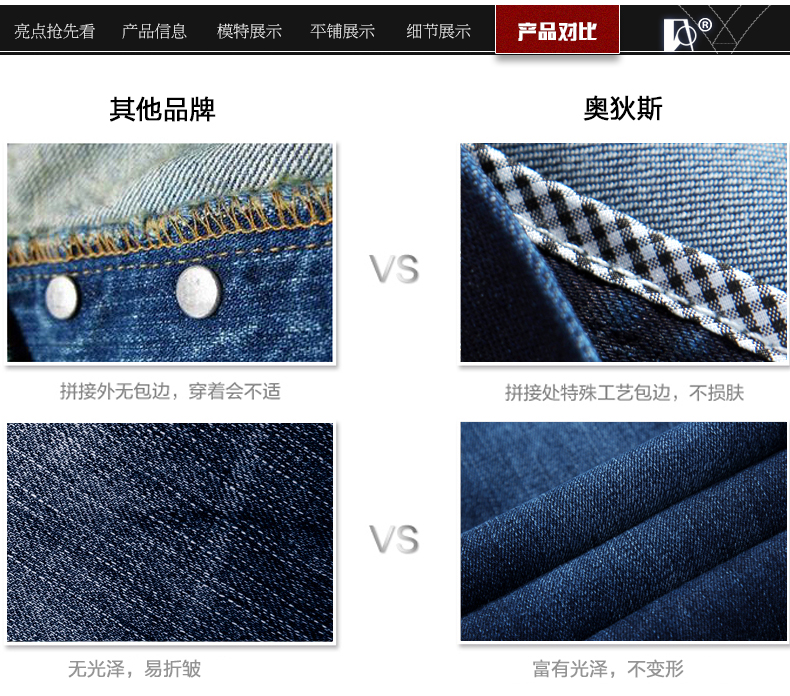 亮点抢先看 产品信息 模特展示 平铺展示 细节展示 产品对比 ®
其他品牌 奥狄斯
VS
拼接外无包边，穿着会不适 拼接处特殊工艺包边，不损肤
VS
无光泽，易折皱 富有光泽，不变形